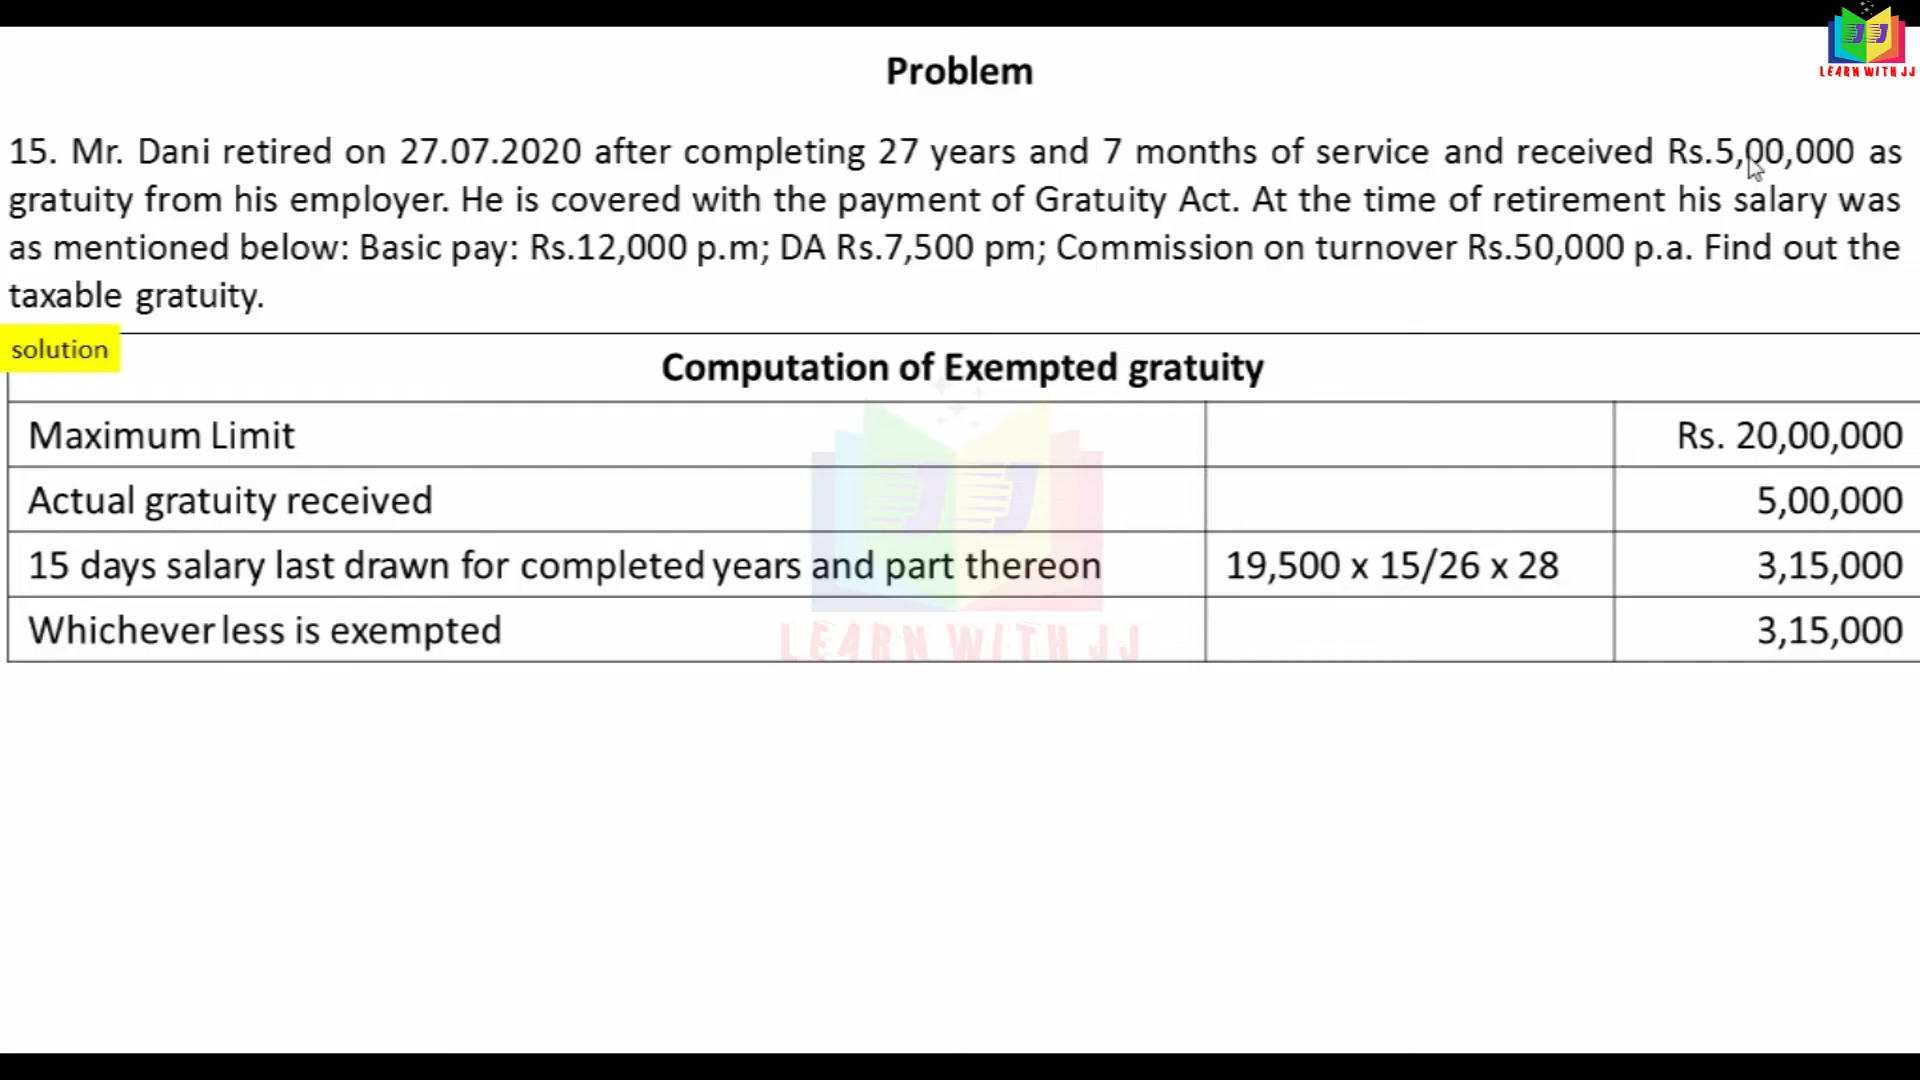 LEARN WITH JJ
Problem
15. Mr. Dani retired on 27.07.2020 after completing 27 years and 7 months of service and received Rs.5,00,000 as
gratuity from his employer. He is covered with the payment of Gratuity Act. At the time of retirement his salary was
as mentioned below: Basic pay: Rs.12,000 p.m; DA Rs.7,500 pm; Commission on turnover Rs.50,000 p.a. Find out the
taxable gratuity.
solution
Computation of Exempted gratuity
Maximum Limit Rs. 20,00,000
Actual gratuity received 5,00,000
15 days salary last drawn for completed years and part thereon 19,500 x 15/26 x 28 3,15,000
Whichever less is exempted 3,15,000
LEARN WITH JJ